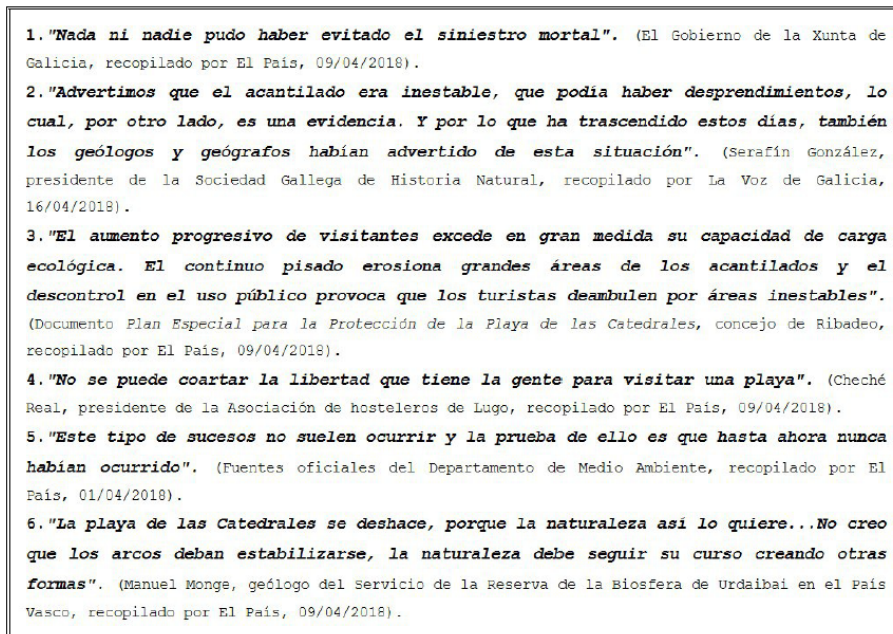 1."Nada ni nadie pudo haber evitado el siniestro mortal". (El Gobierno de la Xunta de
Galicia, recopilado por El País, 09/04/2018).
2."Advertimos que el acantilado era inestable, que podía haber desprendimientos, lo
cual, por otro lado, es una evidencia. Y por lo que ha trascendido estos días, también
los geólogos y geógrafos habían advertido de esta situación". (Serafín González,
presidente de la Sociedad Gallega de Historia Natural, recopilado por La Voz de Galicia,
16/04/2018).
3."El aumento progresivo de visitantes excede en gran medida su capacidad de carga
ecológica. El continuo pisado erosiona grandes áreas de los acantilados y el
descontrol en el uso público provoca que los turistas deambulen por áreas inestables".
(Documento Plan Especial para la Protección de la Playa de las Catedrales, concejo de Ribadeo,
recopilado por El País, 09/04/2018).
4."No se puede coartar la libertad que tiene la gente para visitar una playa". (Cheché
Real, presidente de la Asociación de hosteleros de Lugo, recopilado por El País, 09/04/2018).
5."Este tipo de sucesos no suelen ocurrir y la prueba de ello es que hasta ahora nunca
habían ocurrido". (Fuentes oficiales del Departamento de Medio Ambiente, recopilado por El
País, 01/04/2018).
6."La playa de las Catedrales se deshace, porque la naturaleza así lo quiere...No creo
que los arcos deban estabilizarse, la naturaleza debe seguir su curso creando otras
formas". (Manuel Monge, geólogo del Servicio de la Reserva de la Biosfera de Urdaibai en el País
Vasco, recopilado por El País, 09/04/2018).